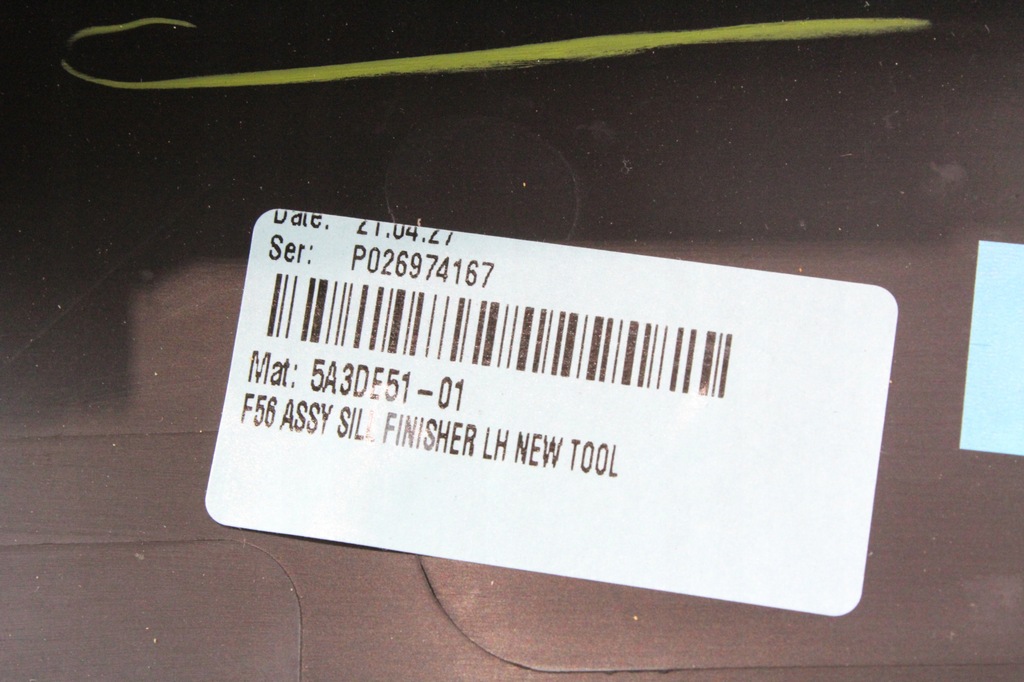 Date: 21.04.27
Ser: P026974167
Mat: 5A3DE51-01
F56 ASSY SILL FINISHER LH NEW TOOL